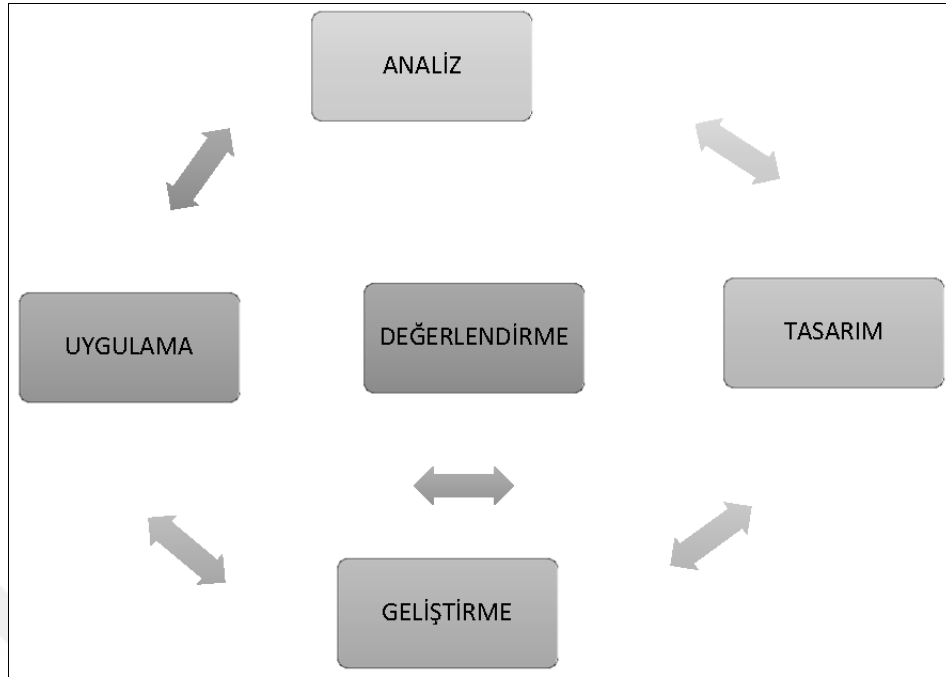 ANALİZ
UYGULAMA
DEĞERLENDİRME
TASARIM
GELİŞTİRME